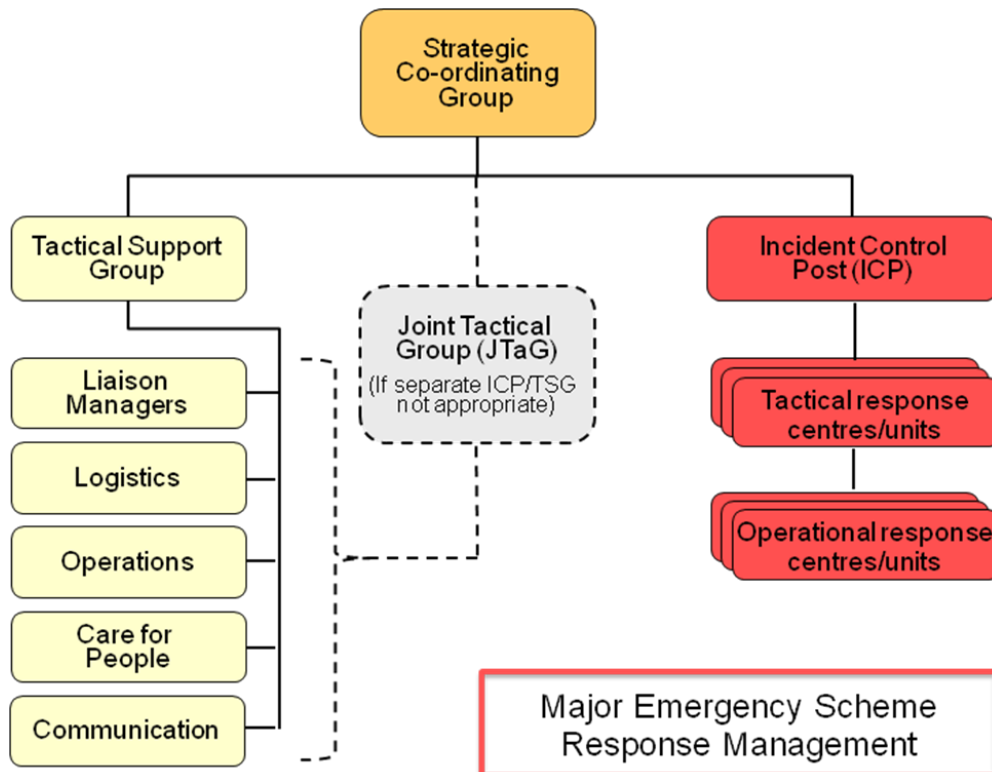 Strategic
Co-ordinating
Group
Tactical Support
Group
Incident Control
Post (ICP)
Joint Tactical
Group (JTaG)
(If separate ICP/TSG
not appropriate)
Liaison
Managers
Logistics
Operations
Care for
People
Communication
Tactical response
centres/units
Operational response
centres/units
Major Emergency Scheme
Response Management